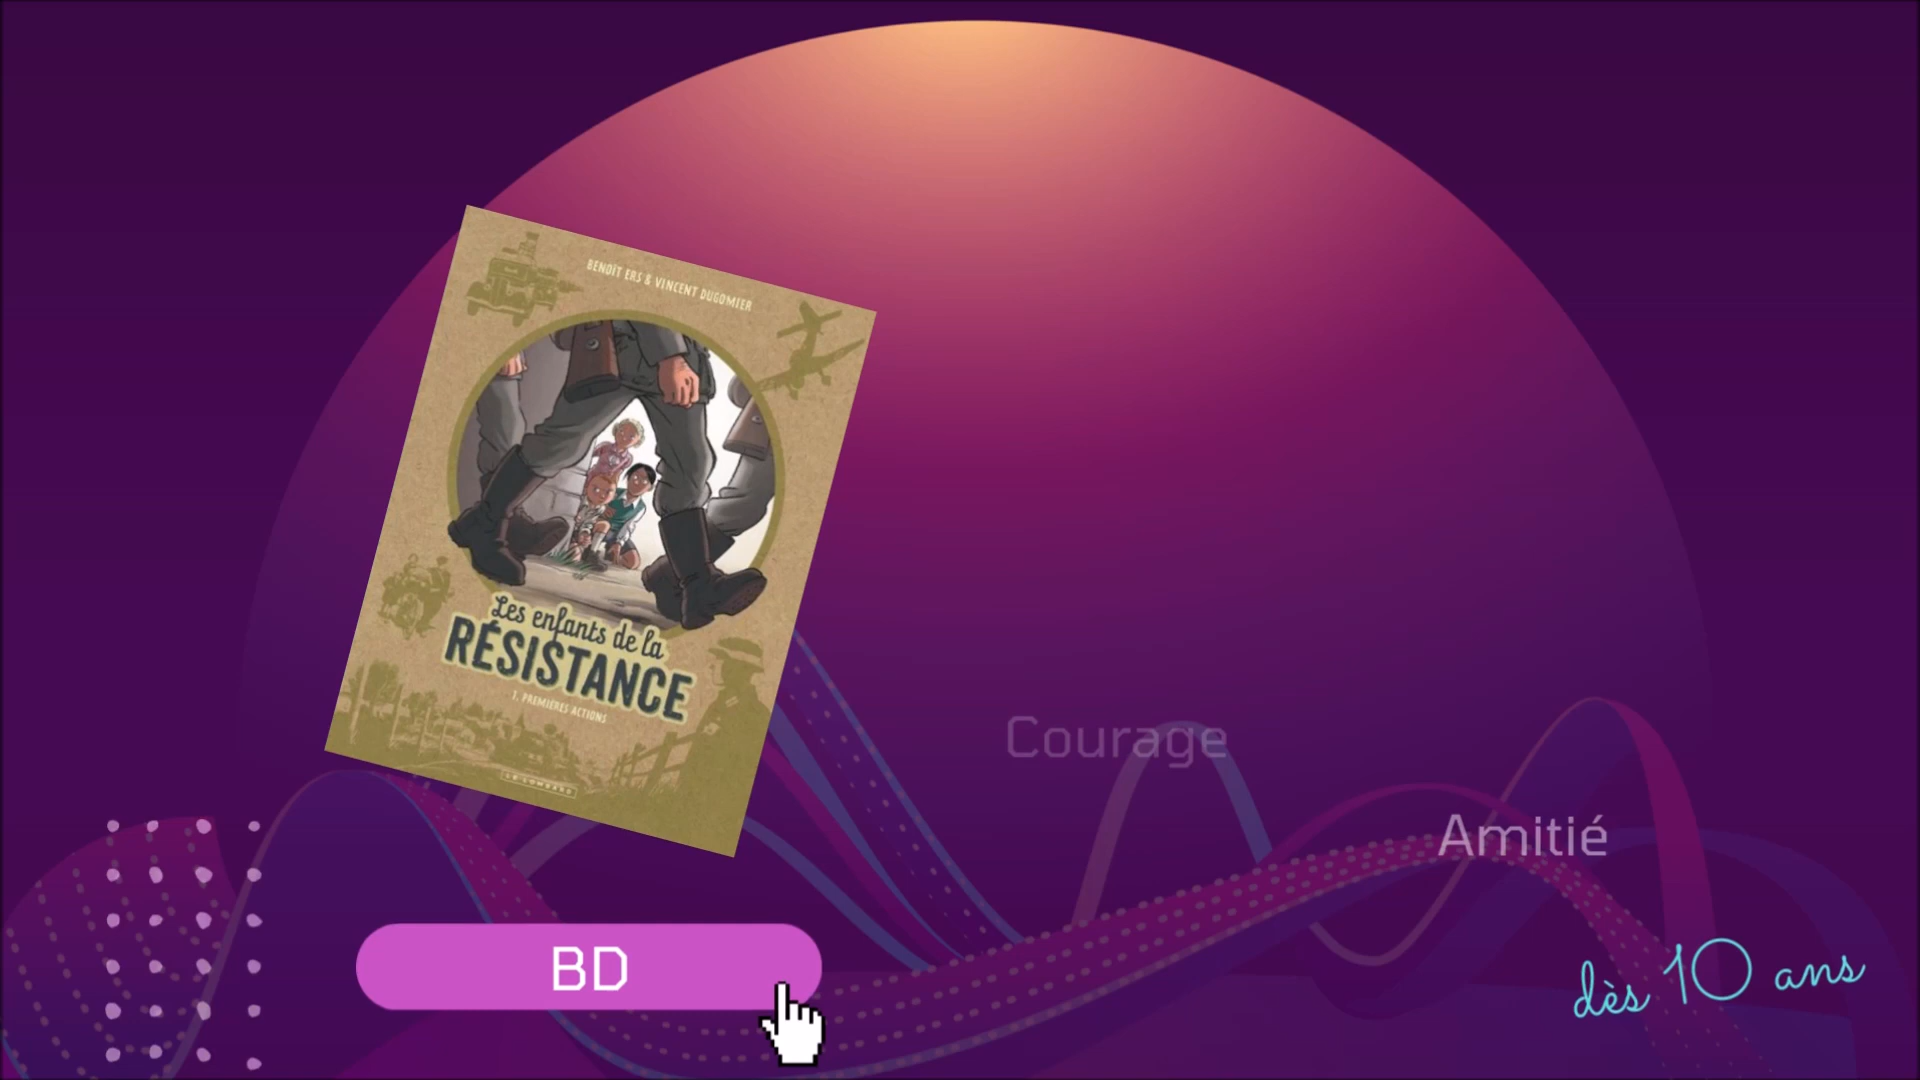 BENOÎT ERS & VINCENT DUGOMIER
Les enfants de la
RÉSISTANCE
1. PREMIÈRES ACTIONS
LE LOMBARD
Courage
Amitié
BD
dès 10 ans